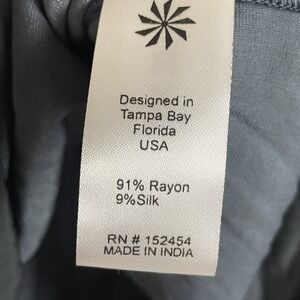 Designed in
Tampa Bay
Florida
USA
91% Rayon
9%Silk
RN # 152454
MADE IN INDIA